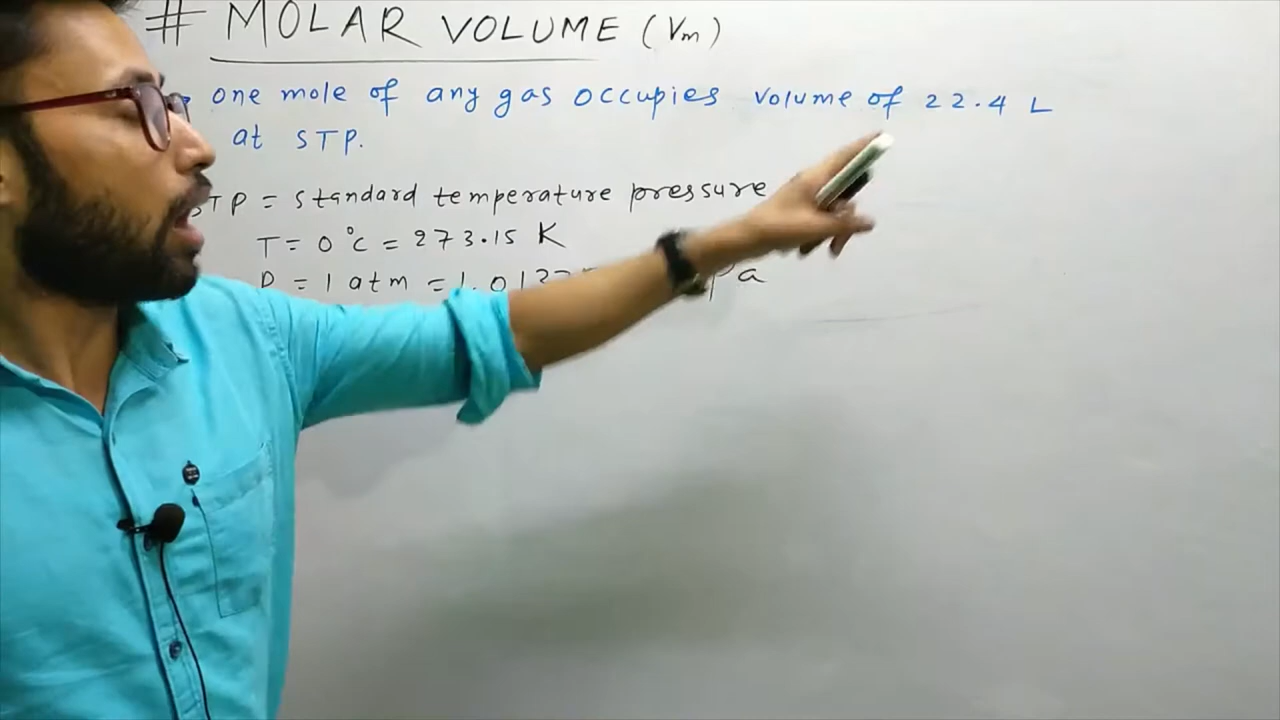 # MOLAR VOLUME (Vm)
one mole of any gas occupies volume of 22.4 L
at STP.
STP = standard temperature pressure
T = 0°c = 273.15 K
P = 1 atm =